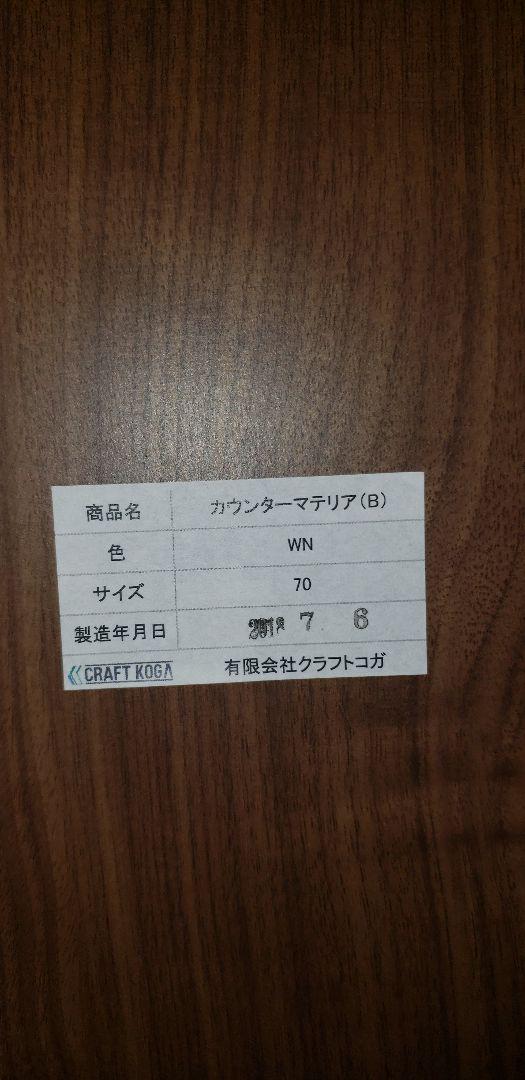 商品名 カウンターマテリア(B)
色 WN
サイズ 70
製造年月日 2018 7 6
CRAFT KOGA 有限会社クラフトコガ